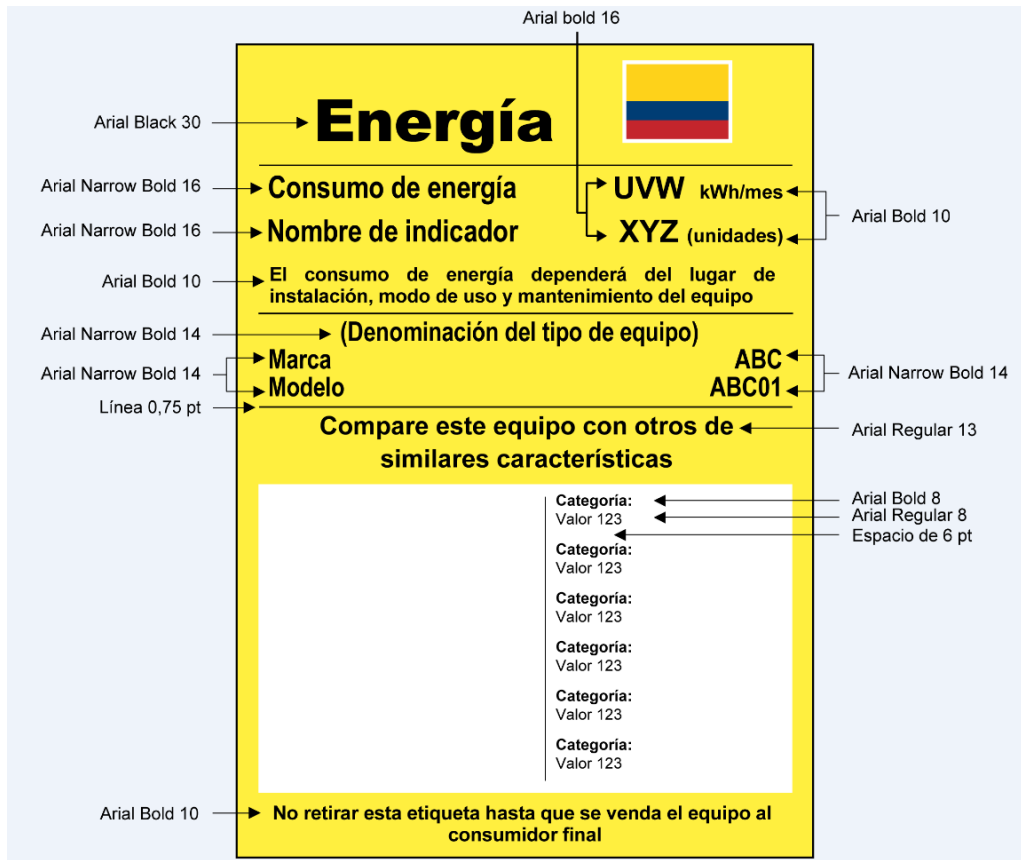 Arial bold 16
Arial Black 30
Energía
Arial Narrow Bold 16
Consumo de energía
UVW kWh/mes
Arial Narrow Bold 16
Nombre de indicador
XYZ (unidades)
Arial Bold 10
Arial Bold 10
El consumo de energía dependerá del lugar de
instalación, modo de uso y mantenimiento del equipo
Arial Narrow Bold 14
(Denominación del tipo de equipo)
Arial Narrow Bold 14
Marca
ABC
Modelo
ABC01
Arial Narrow Bold 14
Línea 0,75 pt
Compare este equipo con otros de
similares características
Arial Regular 13
Categoría:
Arial Bold 8
Valor 123
Arial Regular 8
Espacio de 6 pt
Categoría:
Valor 123
Categoría:
Valor 123
Categoría:
Valor 123
Categoría:
Valor 123
Categoría:
Valor 123
Arial Bold 10
No retirar esta etiqueta hasta que se venda el equipo al
consumidor final